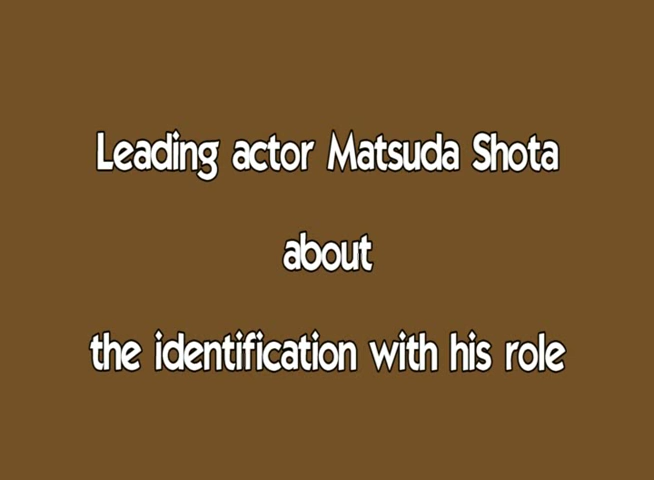 Leading actor Matsuda Shota
about
the identification with his role